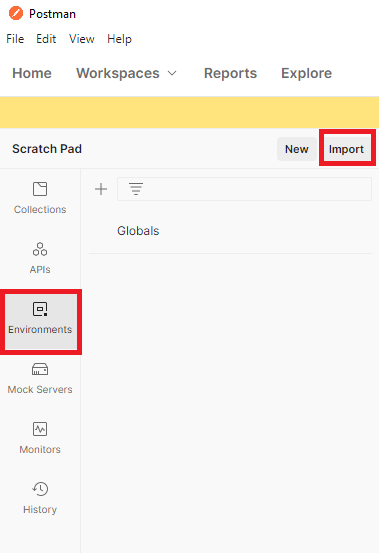 Postman
File Edit View Help
Home Workspaces Reports Explore
Scratch Pad New Import
Collections
Globals
APIs
Environments
Mock Servers
Monitors
History